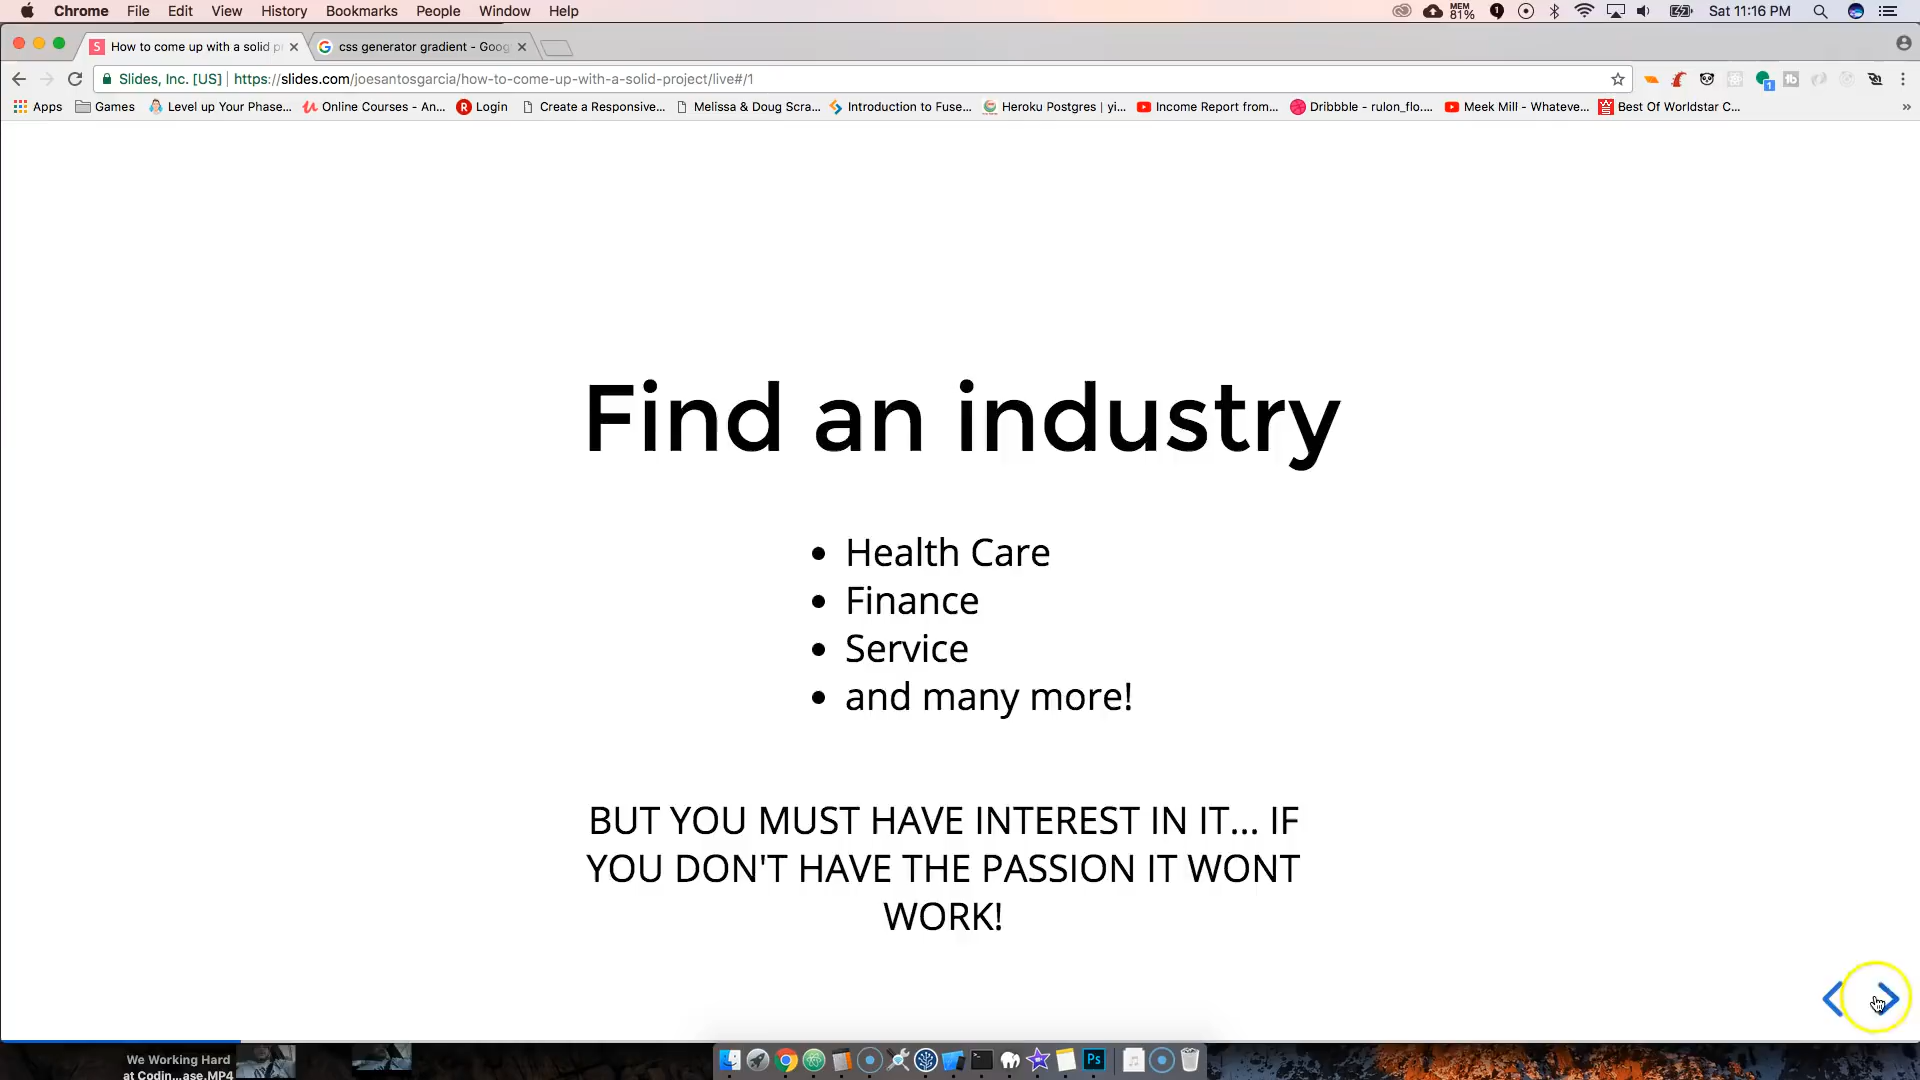 Chrome File Edit View History Bookmarks People Window Help MEM 81% 1 Sat 11:16 PM
S How to come up with a solid p css generator gradient - Goog
Slides, Inc. [US] https://slides.com/joesantosgarcia/how-to-come-up-with-a-solid-project/live#/1
Apps Games Level up Your Phase... Online Courses - An... R Login Create a Responsive... Melissa & Doug Scra... Introduction to Fuse... Heroku Postgres | yi... Income Report from... Dribbble - rulon_flo.... Meek Mill - Whateve... Best Of Worldstar C... »
Find an industry
• Health Care
• Finance
• Service
• and many more!
BUT YOU MUST HAVE INTEREST IN IT... IF
YOU DON'T HAVE THE PASSION IT WONT
WORK!
We Working Hard
at Codin,...ase.MP4
Ps